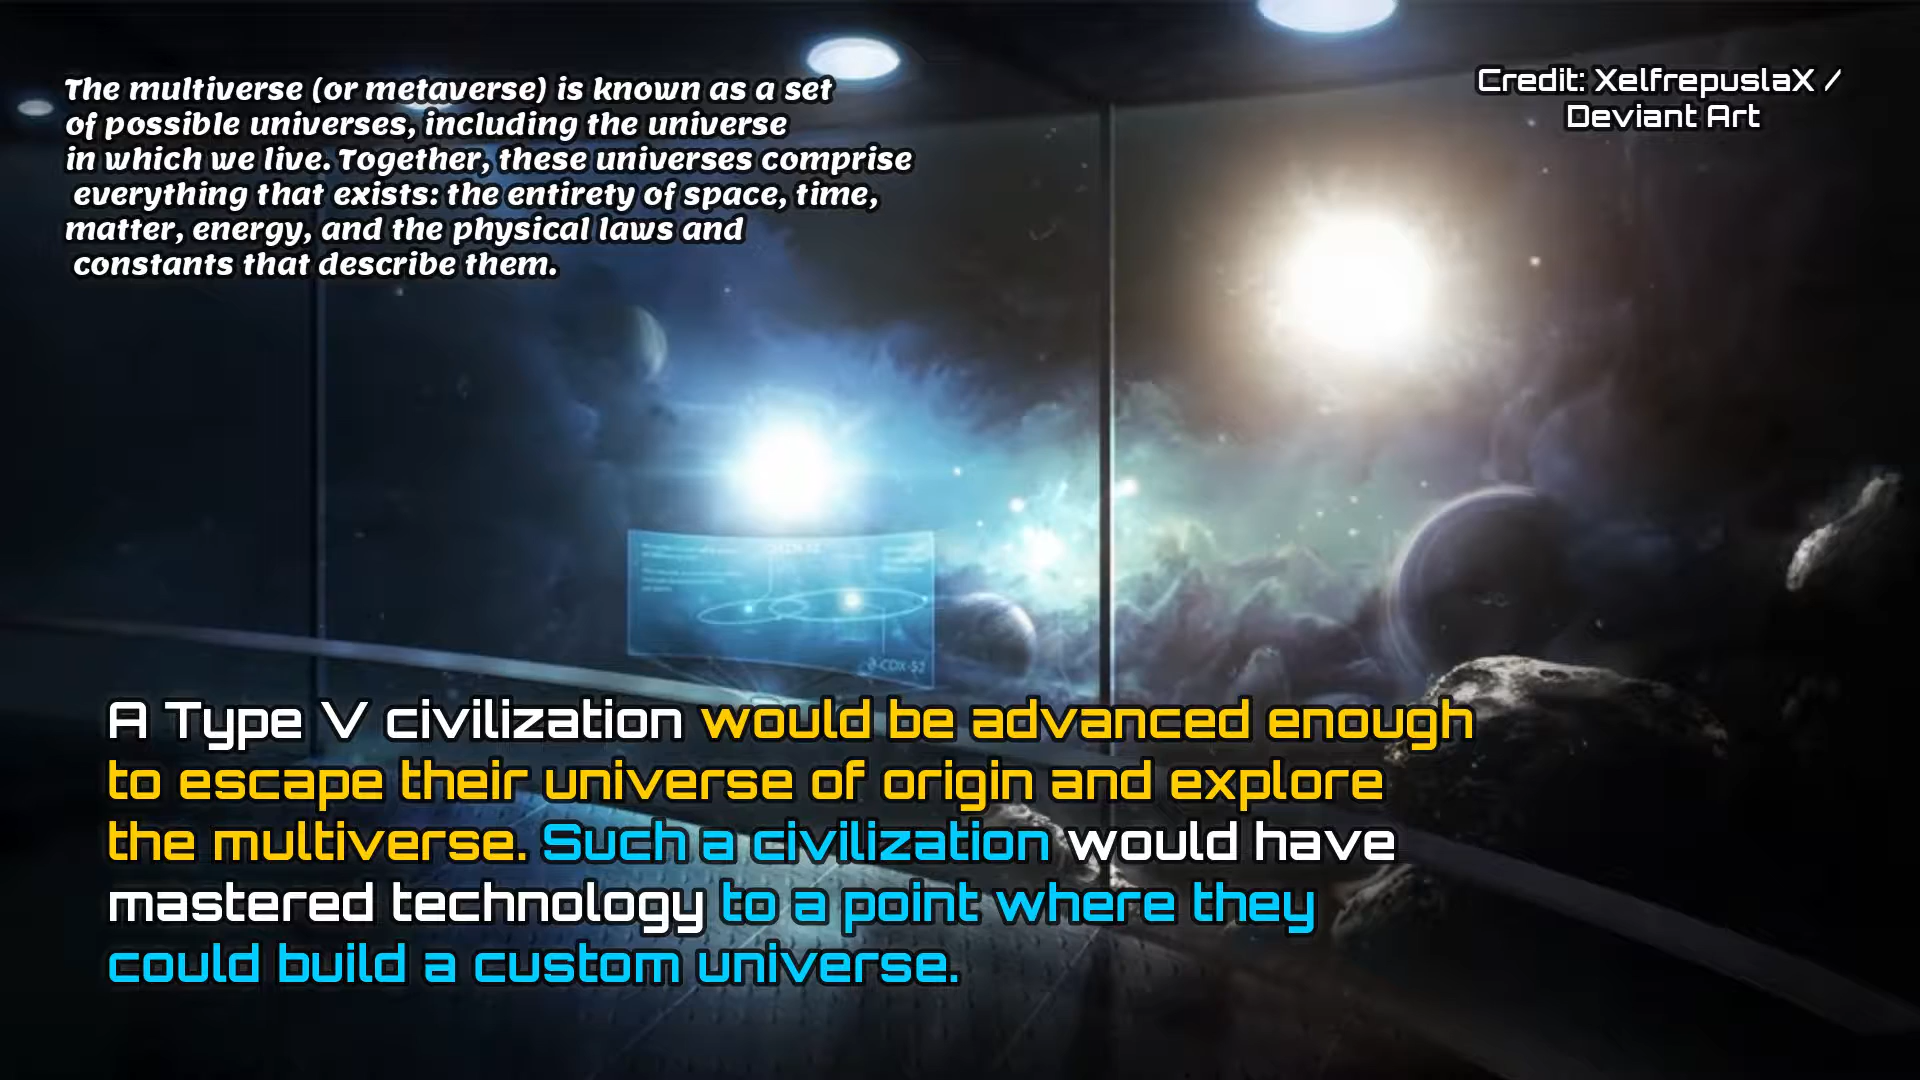 The multiverse (or metaverse) is known as a set
of possible universes, including the universe
in which we live. Together, these universes comprise
everything that exists: the entirety of space, time,
matter, energy, and the physical laws and
constants that describe them.
Credit: XelfrepuslaX /
Deviant Art
A Type V civilization would be advanced enough
to escape their universe of origin and explore
the multiverse. Such a civilization would have
mastered technology to a point where they
could build a custom universe.